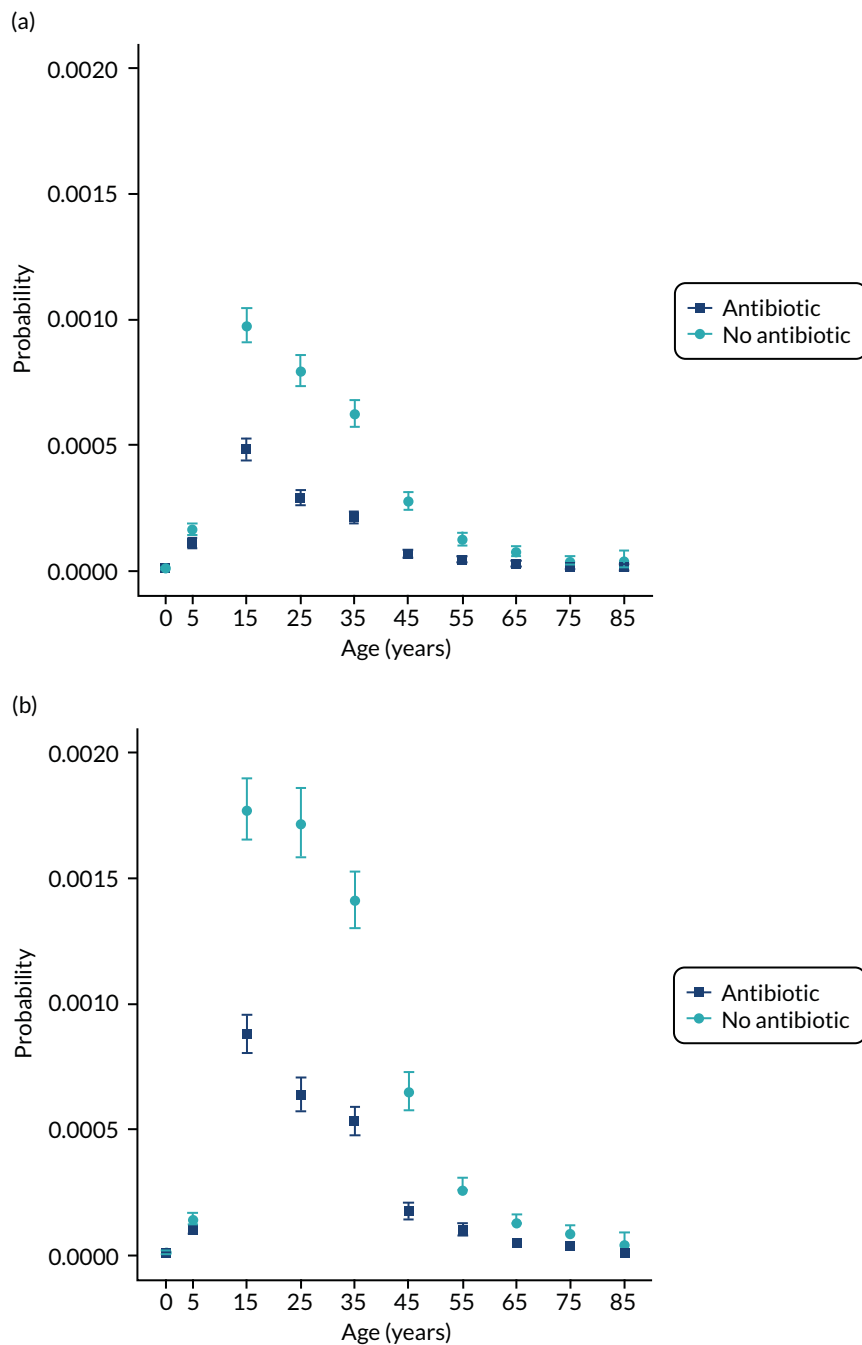 (a)
0.0020
0.0015
0.0010
0.0005
0.0000
Probability
0 5 15 25 35 45 55 65 75 85
Age (years)
Antibiotic
No antibiotic
(b)
0.0020
0.0015
0.0010
0.0005
0.0000
Probability
0 5 15 25 35 45 55 65 75 85
Age (years)
Antibiotic
No antibiotic